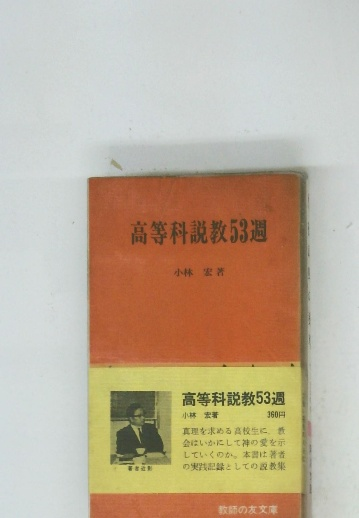 高等科説教53週
小林 宏著
高等科説教53週
小林 宏著 360円
真理を求める高校生に、教
会はいかにして神の愛を示
していくのか。本書は著者
の実践記録としての説教集
著者近影
教師の友文庫